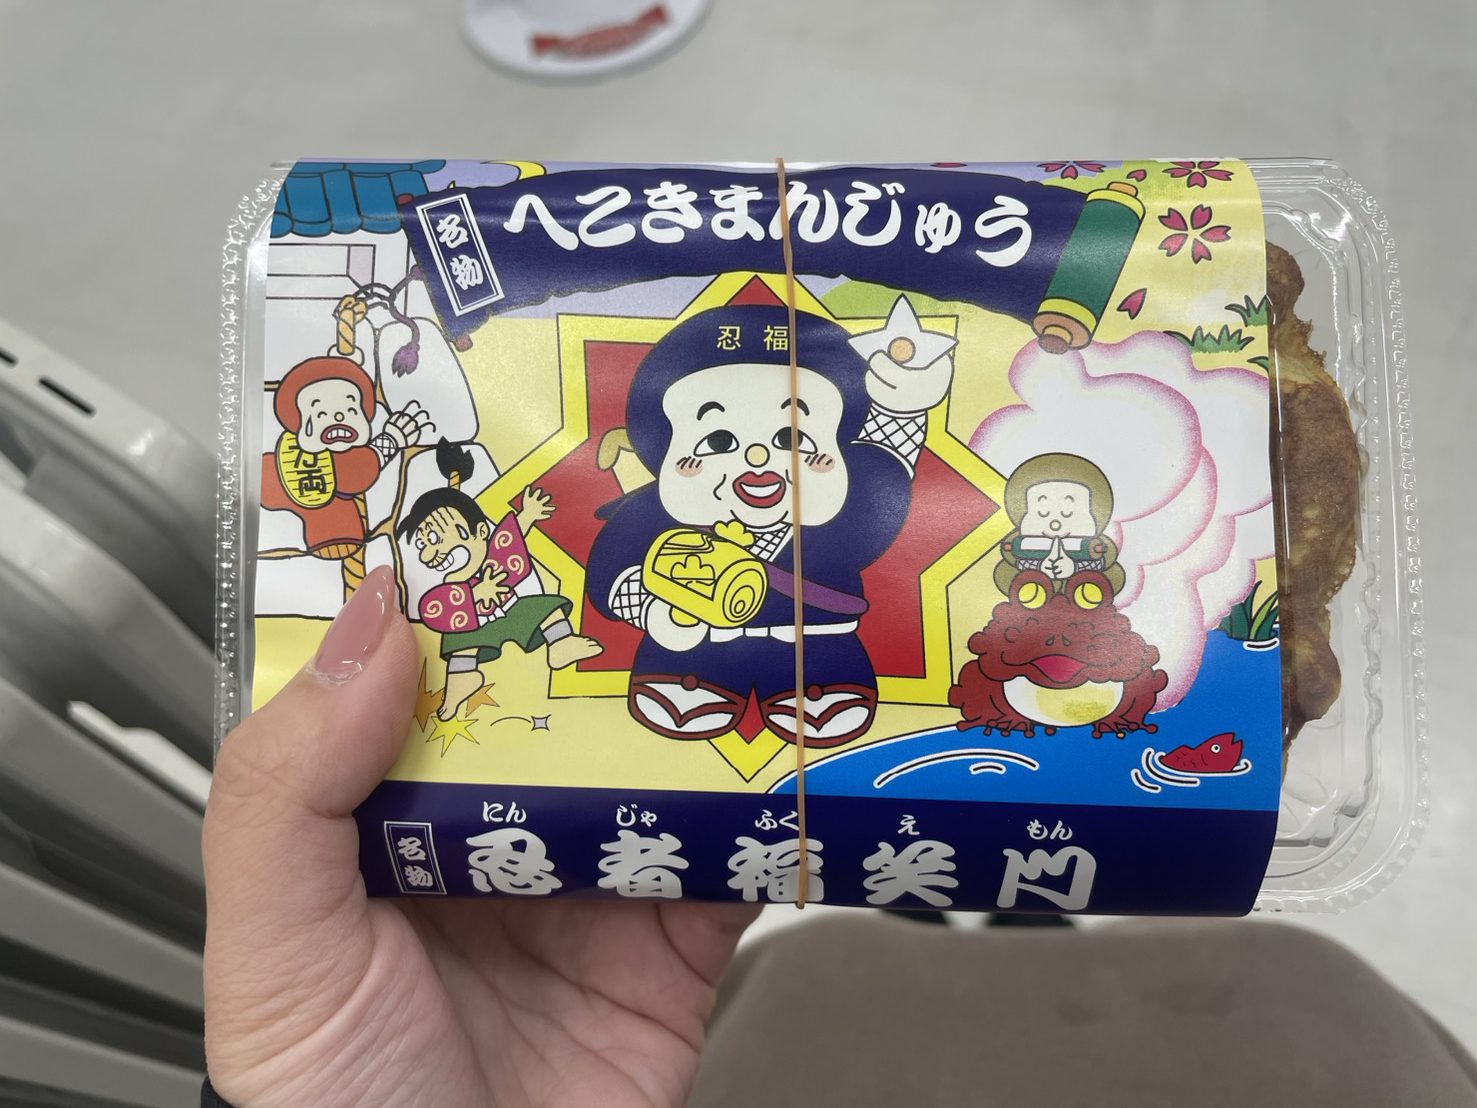 名物
へこきまんじゅう
忍福
万両
名物
にんじゃふくえもん
忍者福笑門